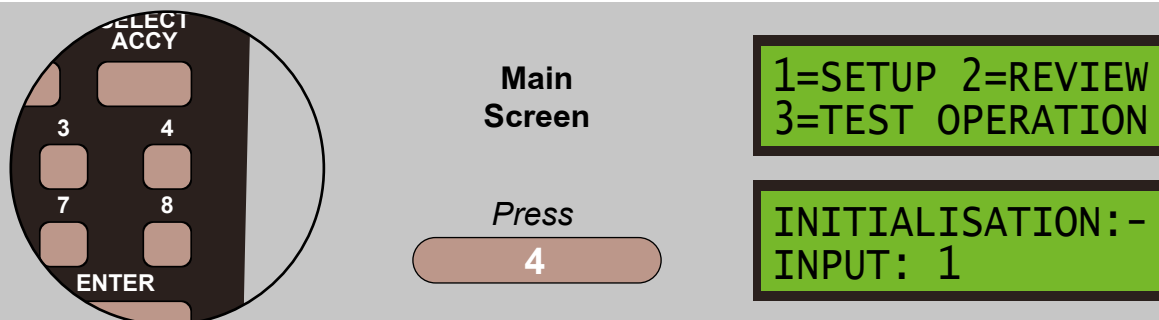 SELECT
ACCY
3 4
7 8
ENTER
Main
Screen
Press
4
1=SETUP 2=REVIEW
3=TEST OPERATION
INITIALISATION:-
INPUT: 1